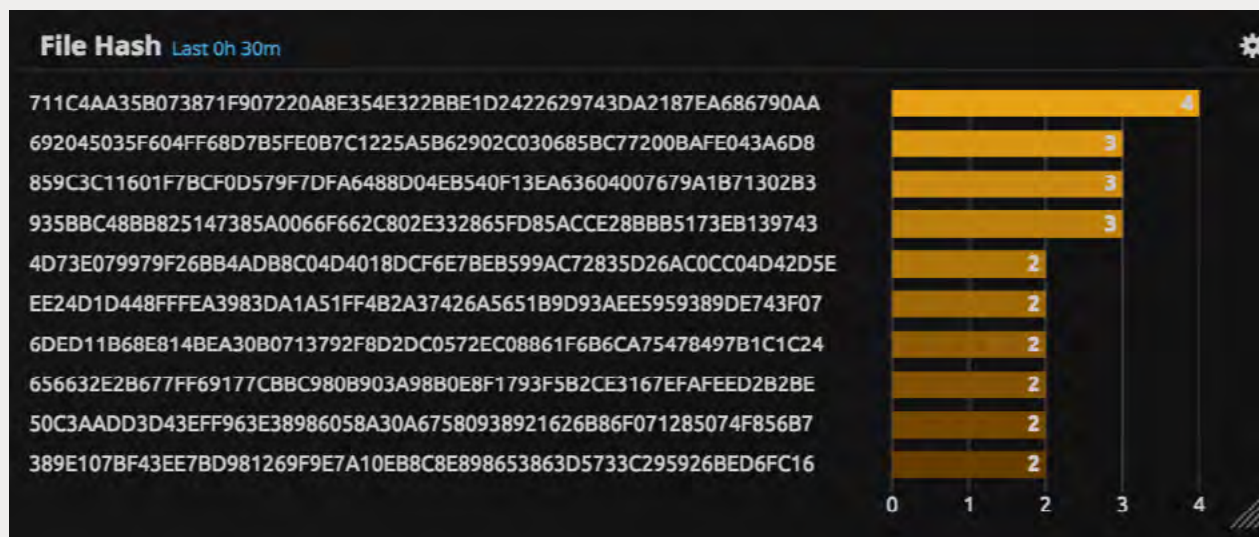 File Hash Last 0h 30m
711C4AA35B073871F907220A8E354E322BBE1D2422629743DA2187EA686790AA 4
692045035F604FF68D7B5FE0B7C1225A5B62902C030685BC77200BAFE043A6D8 3
859C3C11601F7BCF0D579F7DFA6488D04EB540F13EA63604007679A1B71302B3 3
935BBC48BB825147385A0066F662C802E332865FD85ACCE28BBB5173EB139743 3
4D73E079979F26BB4ADB8C04D4018DCF6E7BEB599AC72835D26AC0CC04D42D5E 2
EE24D1D448FFFEA3983DA1A51FF4B2A37426A5651B9D93AEE5959389DE743F07 2
6DED11B68E814BEA30B0713792F8D2DC0572EC08861F6B6CA75478497B1C1C24 2
656632E2B677FF69177CBBC980B903A98B0E8F1793F5B2CE3167EFAFEED2B2BE 2
50C3AADD3D43EFF963E38986058A30A67580938921626B86F071285074F856B7 2
389E107BF43EE7BD981269F9E7A10EB8C8E898653863D5733C295926BED6FC16 2
0 1 2 3 4